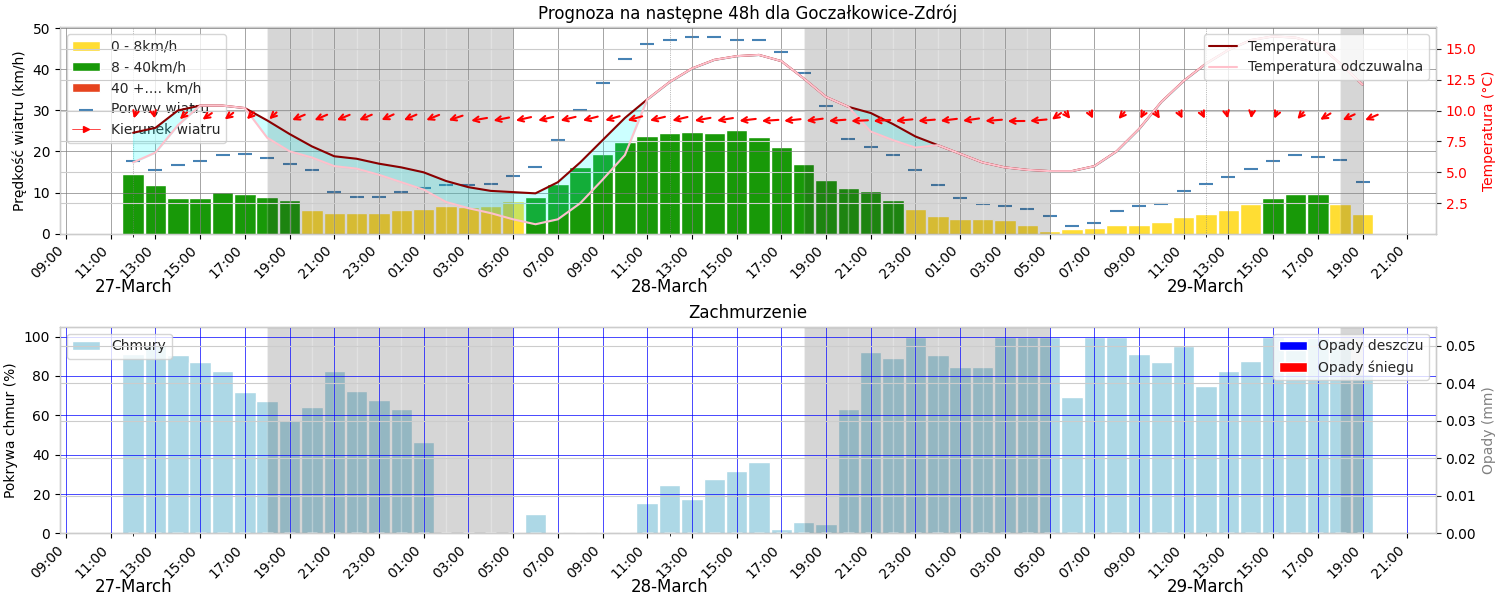 Prognoza na następne 48h dla Goczałkowice-Zdrój
Prędkość wiatru (km/h)
50
40
30
20
10
0
0 - 8km/h
8 - 40km/h
40 +.... km/h
Porywy wiatru
Kierunek wiatru
Temperatura
Temperatura odczuwalna
15.0
12.5
10.0
7.5
5.0
2.5
Temperatura (°C)
09:00 11:00 13:00 15:00 17:00 19:00 21:00 23:00 01:00 03:00 05:00 07:00 09:00 11:00 13:00 15:00 17:00 19:00 21:00 23:00 01:00 03:00 05:00 07:00 09:00 11:00 13:00 15:00 17:00 19:00 21:00
27-March 28-March 29-March
Zachmurzenie
Pokrywa chmur (%)
100
80
60
40
20
0
Chmury
Opady deszczu
Opady śniegu
0.05
0.04
0.03
0.02
0.01
0.00
Opady (mm)
09:00 11:00 13:00 15:00 17:00 19:00 21:00 23:00 01:00 03:00 05:00 07:00 09:00 11:00 13:00 15:00 17:00 19:00 21:00 23:00 01:00 03:00 05:00 07:00 09:00 11:00 13:00 15:00 17:00 19:00 21:00
27-March 28-March 29-March